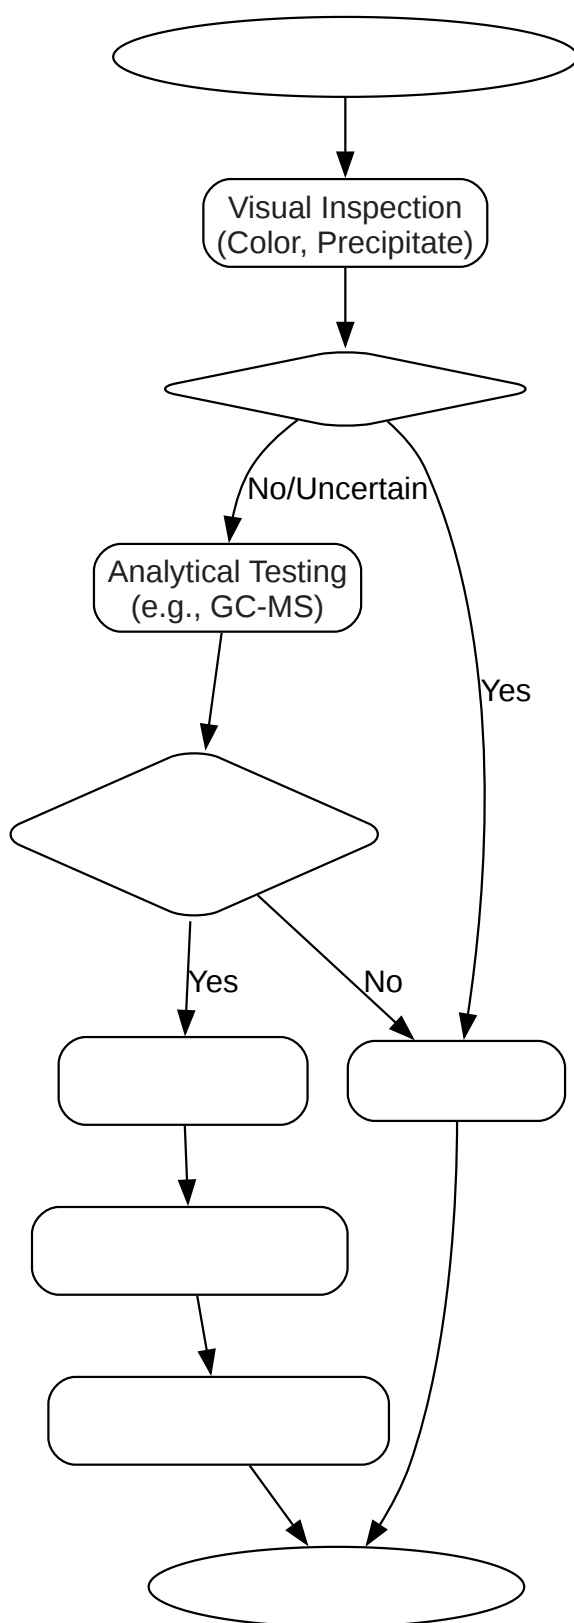 Visual Inspection
(Color, Precipitate)
No/Uncertain
Analytical Testing
(e.g., GC-MS)
Yes
Yes
No